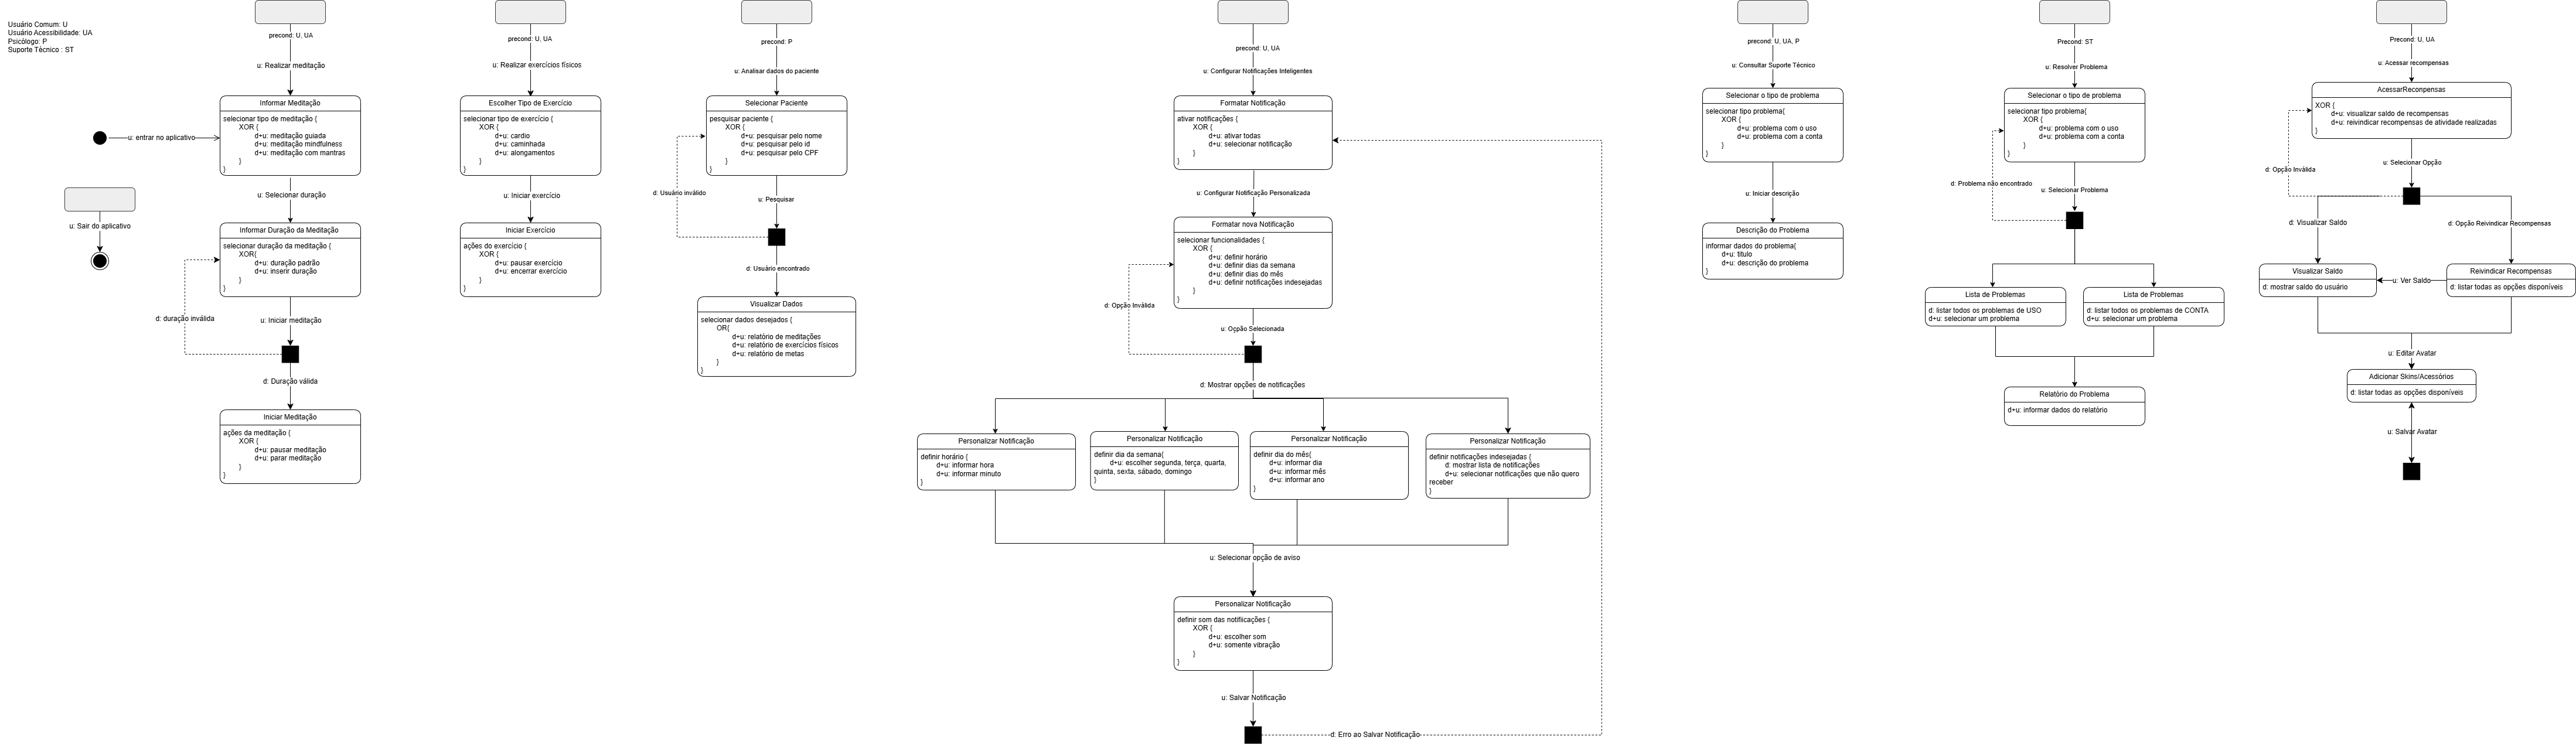 Usuário Comum: U
Usuário Acessibilidade: UA
Psicólogo: P
Suporte Técnico : ST
u: entrar no aplicativo
u: Sair do aplicativo
precond: U, UA
u: Realizar meditação
Informar Meditação
selecionar tipo de meditação {
XOR {
d+u: meditação guiada
d+u: meditação mindfulness
d+u: meditação com mantras
}
}
u: Selecionar duração
Informar Duração da Meditação
selecionar duração da meditação {
XOR{
d+u: duração padrão
d+u: inserir duração
}
}
d: duração inválida
u: Iniciar meditação
d: Duração válida
Iniciar Meditação
ações da meditação {
XOR {
d+u: pausar meditação
d+u: parar meditação
}
}
precond: U, UA
u: Realizar exercícios físicos
Escolher Tipo de Exercício
selecionar tipo de exercício {
XOR {
d+u: cardio
d+u: caminhada
d+u: alongamentos
}
}
u: Iniciar exercício
Iniciar Exercício
ações do exercício {
XOR {
d+u: pausar exercício
d+u: encerrar exercício
}
}
precond: P
u: Analisar dados do paciente
Selecionar Paciente
pesquisar paciente {
XOR {
d+u: pesquisar pelo nome
d+u: pesquisar pelo id
d+u: pesquisar pelo CPF
}
}
d: Usuário inválido
u: Pesquisar
d: Usuário encontrado
Visualizar Dados
selecionar dados desejados {
OR{
d+u: relatório de meditações
d+u: relatório de exercícios físicos
d+u: relatório de metas
}
}
precond: U, UA
u: Configurar Notificações Inteligentes
Formatar Notificação
ativar notificações {
XOR {
d+u: ativar todas
d+u: selecionar notificação
}
}
u: Configurar Notificação Personalizada
Formatar nova Notificação
selecionar funcionalidades {
XOR {
d+u: definir horário
d+u: definir dias da semana
d+u: definir dias do mês
d+u: definir notificações indesejadas
}
}
d: Opção Inválida
u: Ocpão Selecionada
d: Mostrar opções de notificações
Personalizar Notificação
definir horário {
d+u: informar hora
d+u: informar minuto
}
Personalizar Notificação
definir dia da semana{
d+u: escolher segunda, terça, quarta,
quinta, sexta, sábado, domingo
}
Personalizar Notificação
definir dia do mês{
d+u: informar dia
d+u: informar mês
d+u: informar ano
}
Personalizar Notificação
definir notificações indesejadas {
d: mostrar lista de notificações
d+u: selecionar notificações que não quero
receber
}
u: Selecionar opção de aviso
Personalizar Notificação
definir som das notifiicações {
XOR {
d+u: escolher som
d+u: somente vibração
}
}
u: Salvar Notificação
d: Erro ao Salvar Notificação
precond: U, UA, P
u: Consultar Suporte Técnico
Selecionar o tipo de problema
selecionar tipo problema{
XOR {
d+u: problema com o uso
d+u: problema com a conta
}
}
u: Iniciar descrição
Descrição do Problema
informar dados do problema{
d+u: titulo
d+u: descrição do problema
}
Precond: ST
u: Resolver Problema
Selecionar o tipo de problema
selecionar tipo problema{
XOR {
d+u: problema com o uso
d+u: problema com a conta
}
}
d: Problema não encontrado
u: Selecionar Problema
Lista de Problemas
d: listar todos os problemas de USO
d+u: selecionar um problema
Lista de Problemas
d: listar todos os problemas de CONTA
d+u: selecionar um problema
Relatório do Problema
d+u: informar dados do relatório
Precond: U, UA
u: Acessar recompensas
AcessarReconpensas
XOR {
d+u: visualizar saldo de recompensas
d+u: reivindicar recompensas de atividade realizadas
}
d: Opção Inválida
u: Selecionar Opção
d: Visualizar Saldo
d: Opção Reivindicar Recompensas
Visualizar Saldo
d: mostrar saldo do usuário
u: Ver Saldo
Reivindicar Recompensas
d: listar todas as opções disponíveis
u: Editar Avatar
Adicionar Skins/Acessórios
d: listar todas as opções disponíveis
u: Salvar Avatar